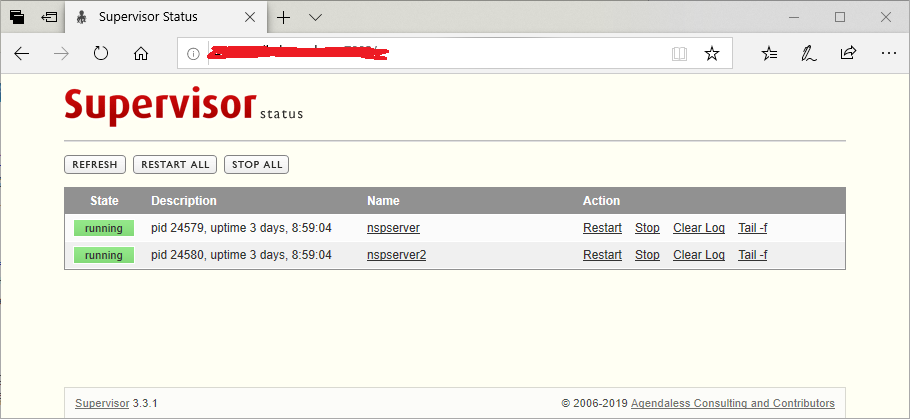 Supervisor Status
Supervisor status
REFRESH RESTART ALL STOP ALL
State Description Name Action
running pid 24579, uptime 3 days, 8:59:04 nspserver Restart Stop Clear Log Tail -f
running pid 24580, uptime 3 days, 8:59:04 nspserver2 Restart Stop Clear Log Tail -f
Supervisor 3.3.1 © 2006-2019 Agendaless Consulting and Contributors